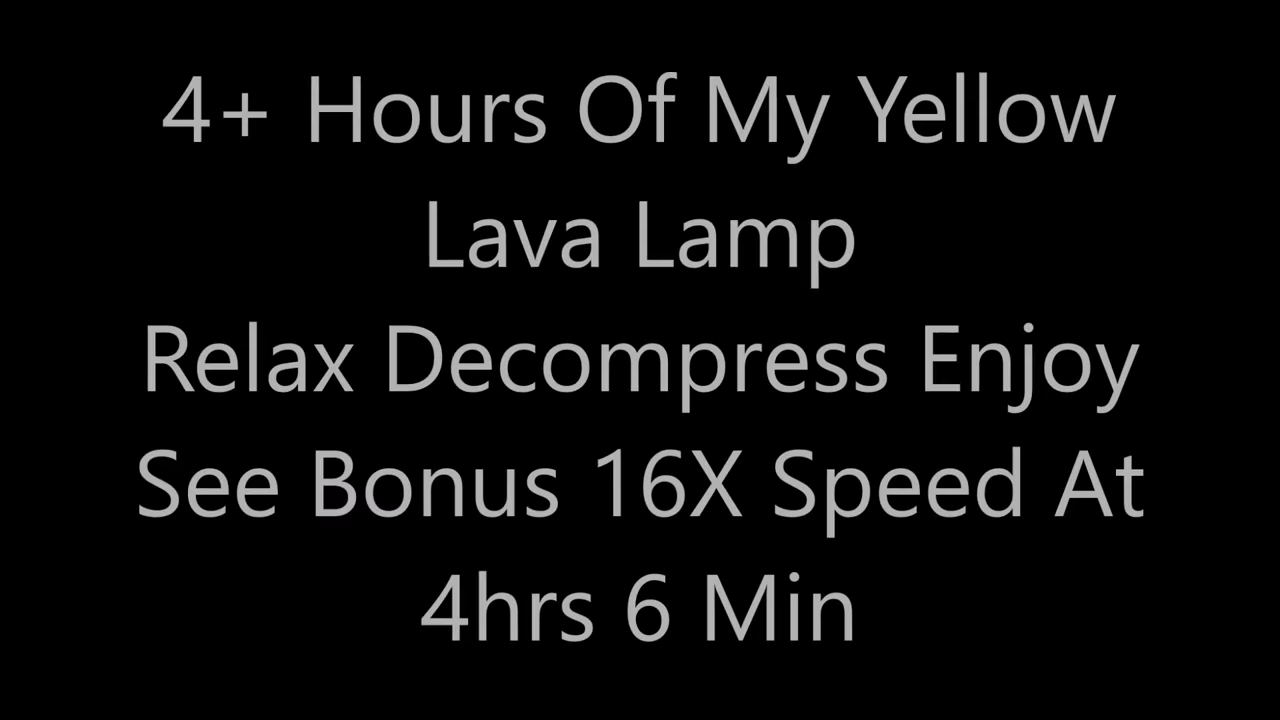 4+ Hours Of My Yellow
Lava Lamp
Relax Decompress Enjoy
See Bonus 16X Speed At
4hrs 6 Min